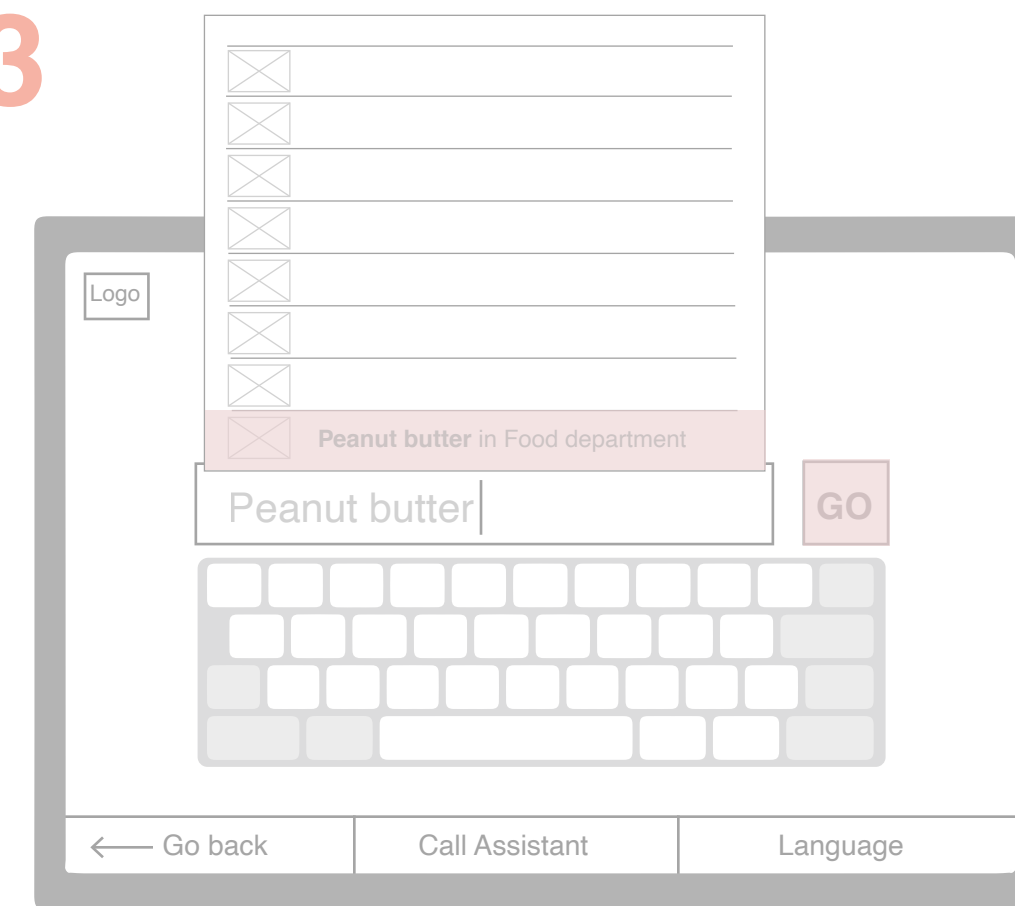 3
Logo
Peanut butter in Food department
Peanut butter
GO
Go back
Call Assistant
Language